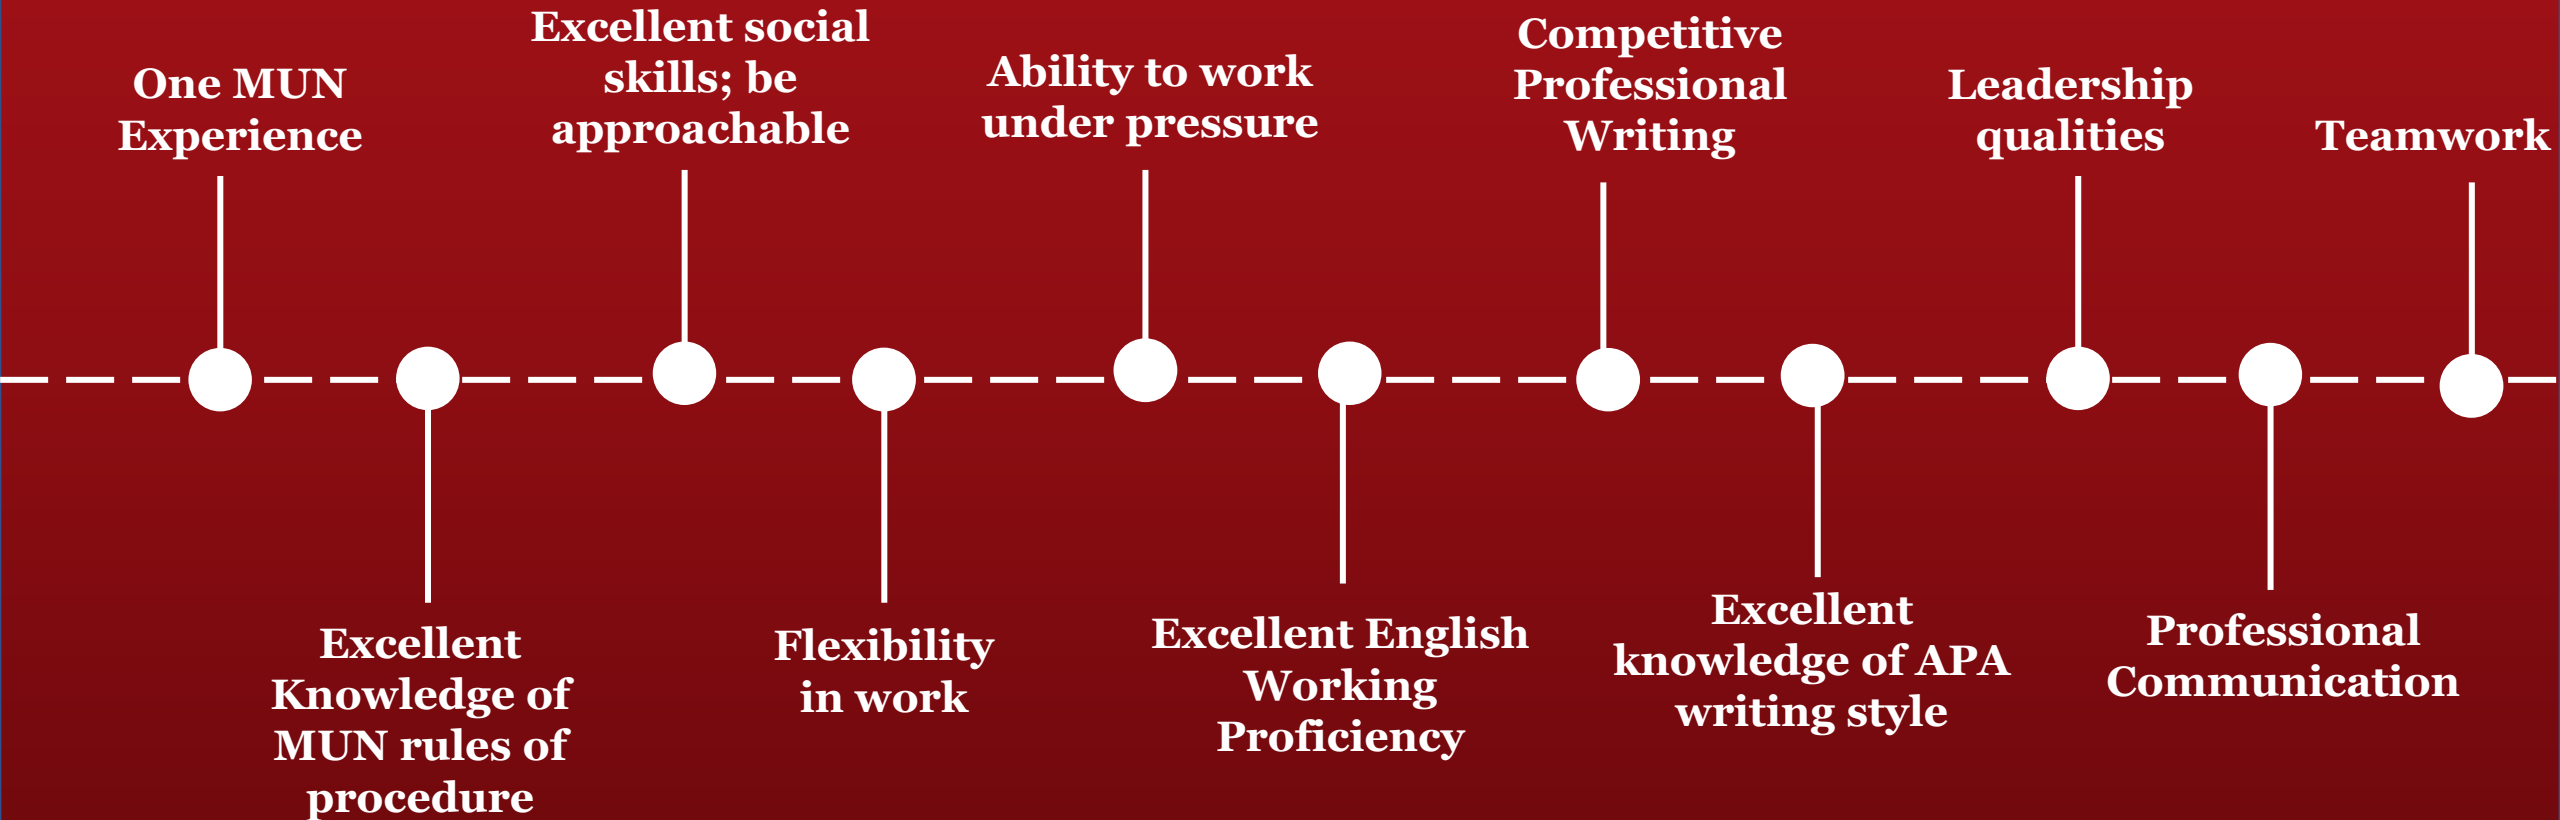 One MUN
Experience
Excellent
Knowledge of
MUN rules of
procedure
Excellent social
skills; be
approachable
Flexibility
in work
Ability to work
under pressure
Excellent English
Working
Proficiency
Competitive
Professional
Writing
Excellent
knowledge of APA
writing style
Leadership
qualities
Professional
Communication
Teamwork